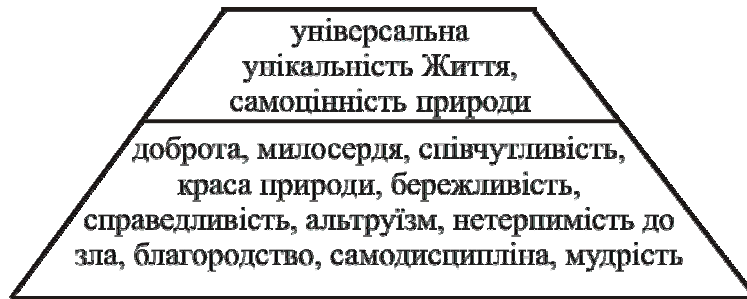 універсальна
унікальність Життя,
самоцінність природи
доброта, милосердя, співчутливість,
краса природи, бережливість,
справедливість, альтруїзм, нетерпимість до
зла, благородство, самодисципліна, мудрість